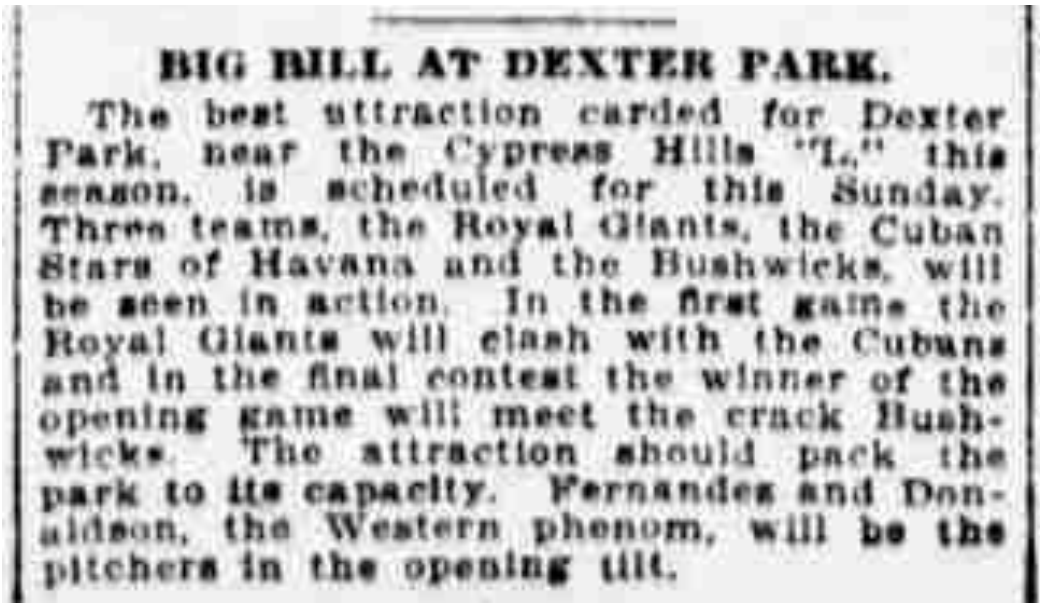 BIG BILL AT DEXTER PARK.
The best attraction carded for Dexter
Park, near the Cypress Hills "L," this
season, is scheduled for this Sunday.
Three teams, the Royal Giants, the Cuban
Stars of Havana and the Bushwicks, will
be seen in action. In the first game the
Royal Giants will clash with the Cubans
and in the final contest the winner of the
opening game will meet the crack Bush-
wicks. The attraction should pack the
park to its capacity. Fernandez and Don-
aldson, the Western phenom, will be the
pitchers in the opening tilt.